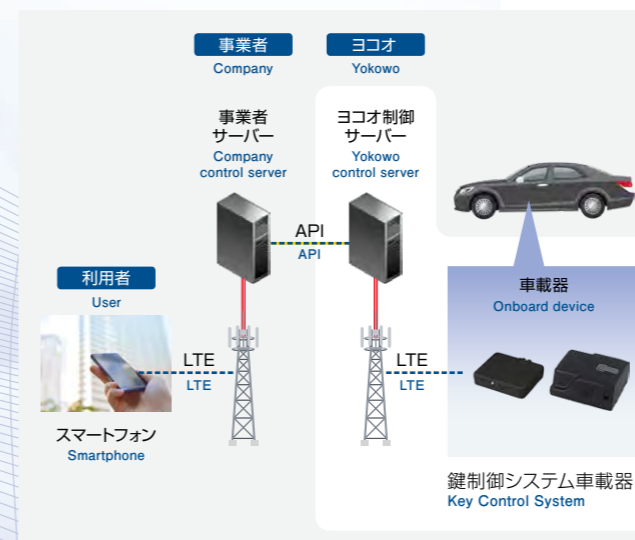 事業者
Company
ヨコオ
Yokowo
事業者
サーバー
Company
control server
ヨコオ制御
サーバー
Yokowo
control server
API
API
利用者
User
車載器
Onboard device
LTE
LTE
LTE
LTE
スマートフォン
Smartphone
鍵制御システム車載器
Key Control System